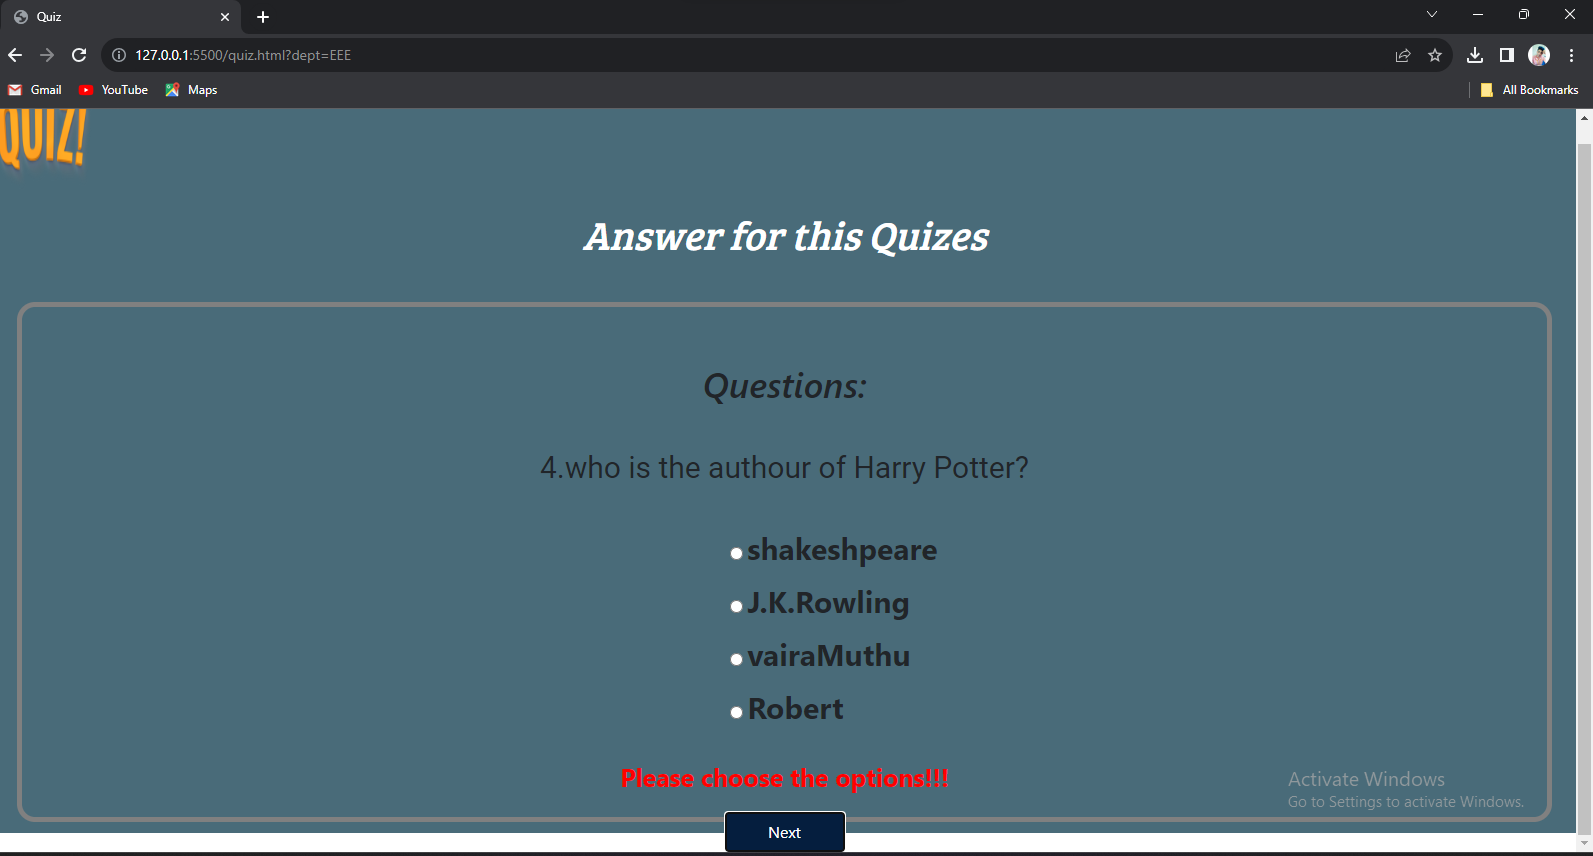 Quiz
127.0.0.1:5500/quiz.html?dept=EEE
Gmail YouTube Maps All Bookmarks
QUIZ!
Answer for this Quizes
Questions:
4.who is the authour of Harry Potter?
shakeshpeare
J.K.Rowling
vairaMuthu
Robert
Please choose the options!!!
Activate Windows
Go to Settings to activate Windows.
Next